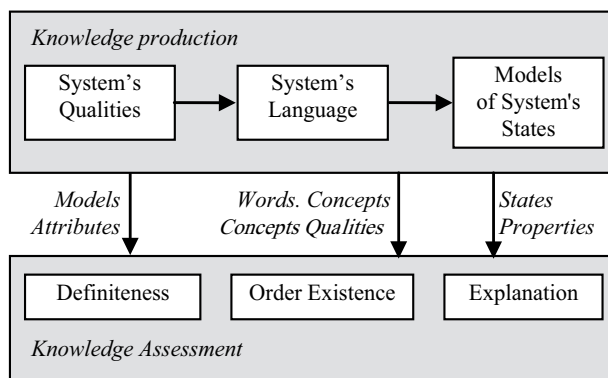 Knowledge production
System's
Qualities
System's
Language
Models
of System's
States
Models
Attributes
Words. Concepts
Concepts Qualities
States
Properties
Definiteness
Order Existence
Explanation
Knowledge Assessment